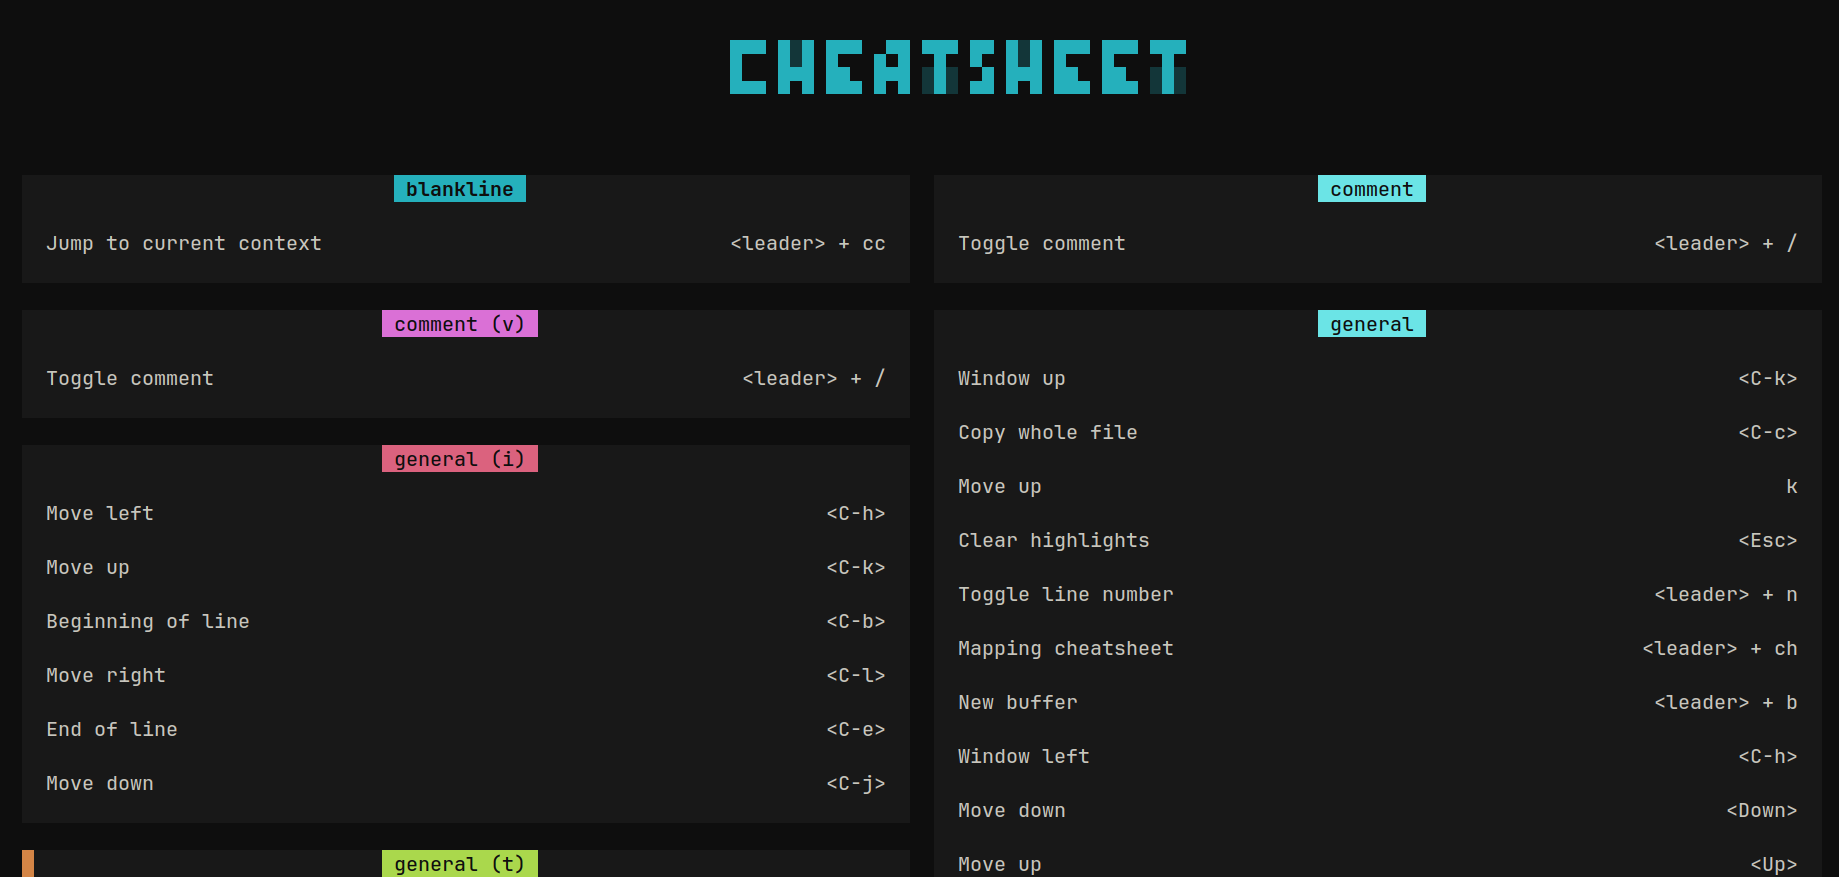 CHEATSHEET
blankline
Jump to current context <leader> + cc
comment (v)
Toggle comment <leader> + /
general (i)
Move left <C-h>
Move up <C-k>
Beginning of line <C-b>
Move right <C-l>
End of line <C-e>
Move down <C-j>
general (t)
comment
Toggle comment <leader> + /
general
Window up <C-k>
Copy whole file <C-c>
Move up k
Clear highlights <Esc>
Toggle line number <leader> + n
Mapping cheatsheet <leader> + ch
New buffer <leader> + b
Window left <C-h>
Move down <Down>
Move up <Up>